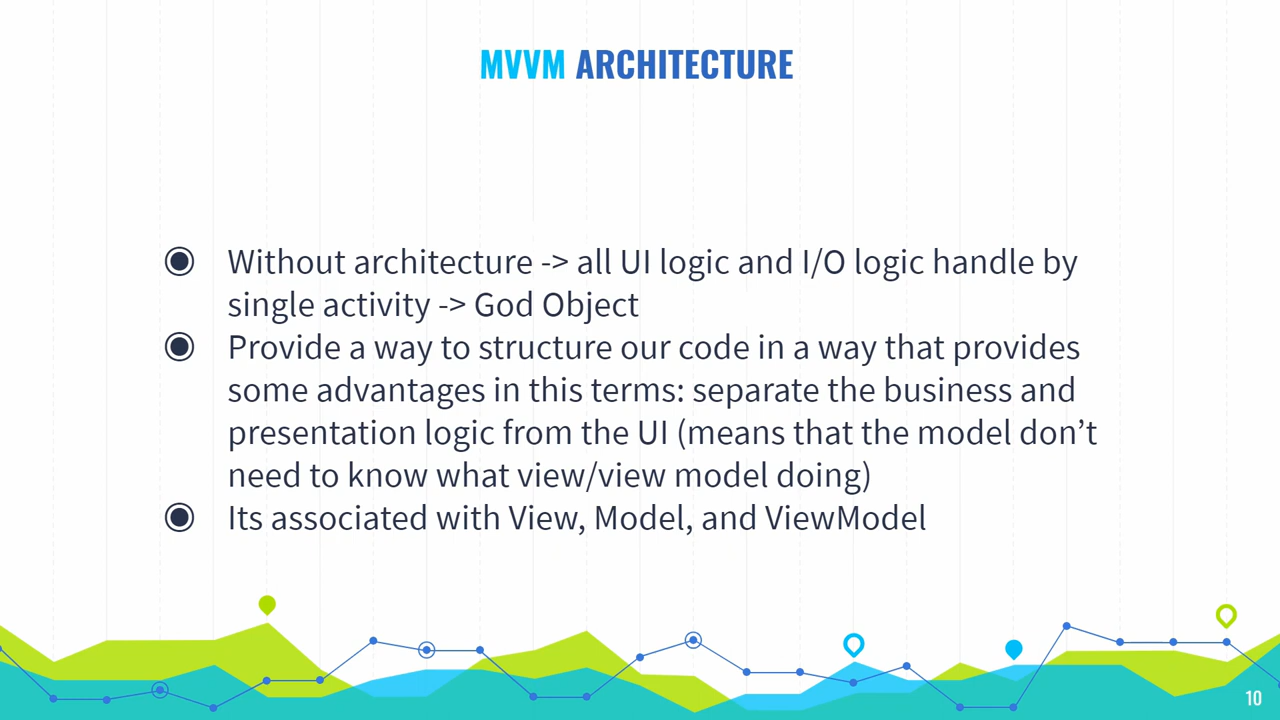 MVVM ARCHITECTURE
Without architecture -> all UI logic and I/O logic handle by
single activity -> God Object
Provide a way to structure our code in a way that provides
some advantages in this terms: separate the business and
presentation logic from the UI (means that the model don’t
need to know what view/view model doing)
Its associated with View, Model, and ViewModel
10